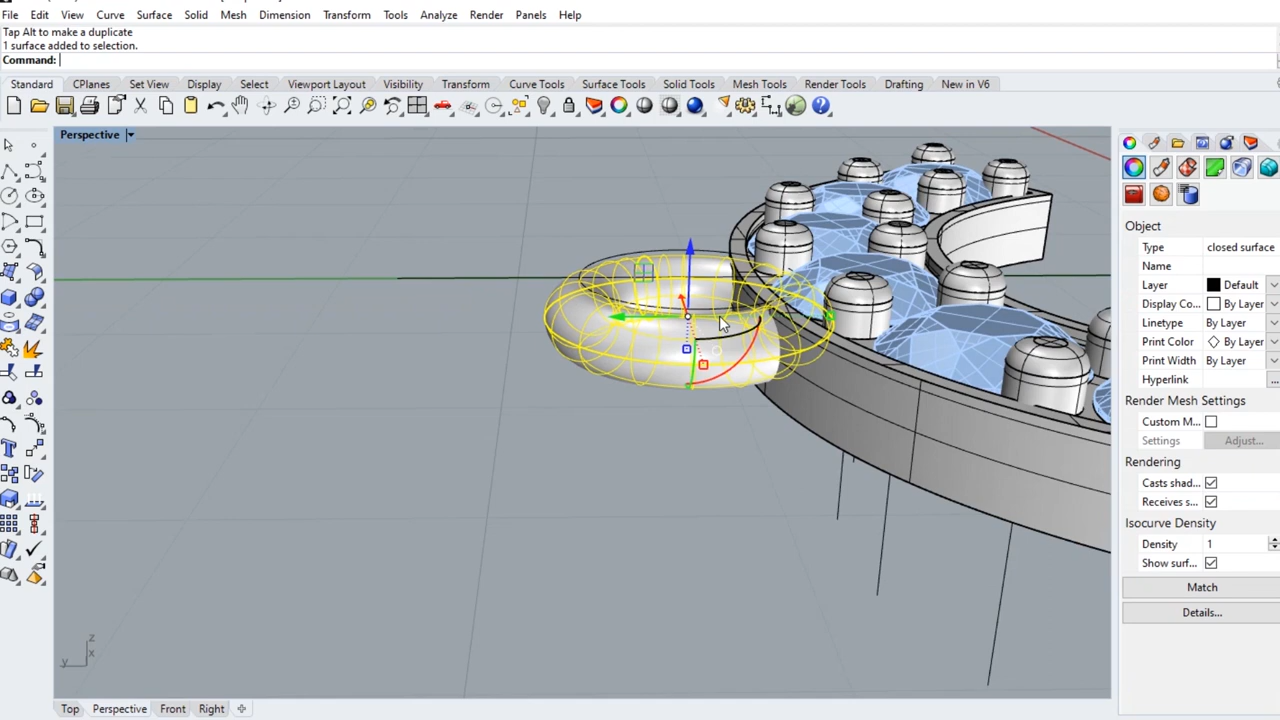 File Edit View Curve Surface Solid Mesh Dimension Transform Tools Analyze Render Panels Help
Tap Alt to make a duplicate
1 surface added to selection.
Command:
Standard CPlanes Set View Display Select Viewport Layout Visibility Transform Curve Tools Surface Tools Solid Tools Mesh Tools Render Tools Drafting New in V6
Perspective
Object
Type closed surface
Name
Layer Default
Display Co... By Layer
Linetype By Layer
Print Color By Layer
Print Width By Layer
Hyperlink ...
Render Mesh Settings
Custom M...
Settings Adjust...
Rendering
Casts shad...
Receives s...
Isocurve Density
Density 1
Show surf...
Match
Details...
z
x
y
Top Perspective Front Right